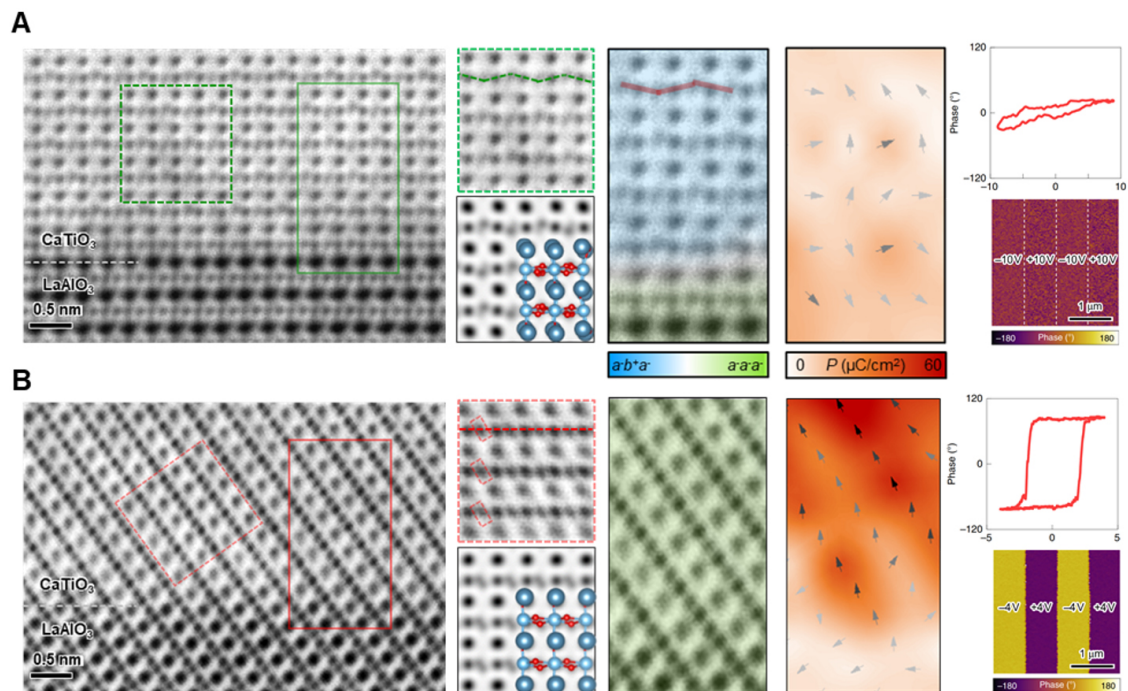 A
CaTiO₃
LaAlO₃
0.5 nm
a⁻b⁺a⁻
a⁻a⁻a⁻
0 P (µC/cm²) 60
Phase (°)
120
0
-120
-10 0 10
–10V +10V –10V +10V
1 µm
–180 Phase (°) 180
B
CaTiO₃
LaAlO₃
0.5 nm
Phase (°)
120
0
-120
-5 0 5
–4V +4V –4V +4V
1 µm
–180 Phase (°) 180